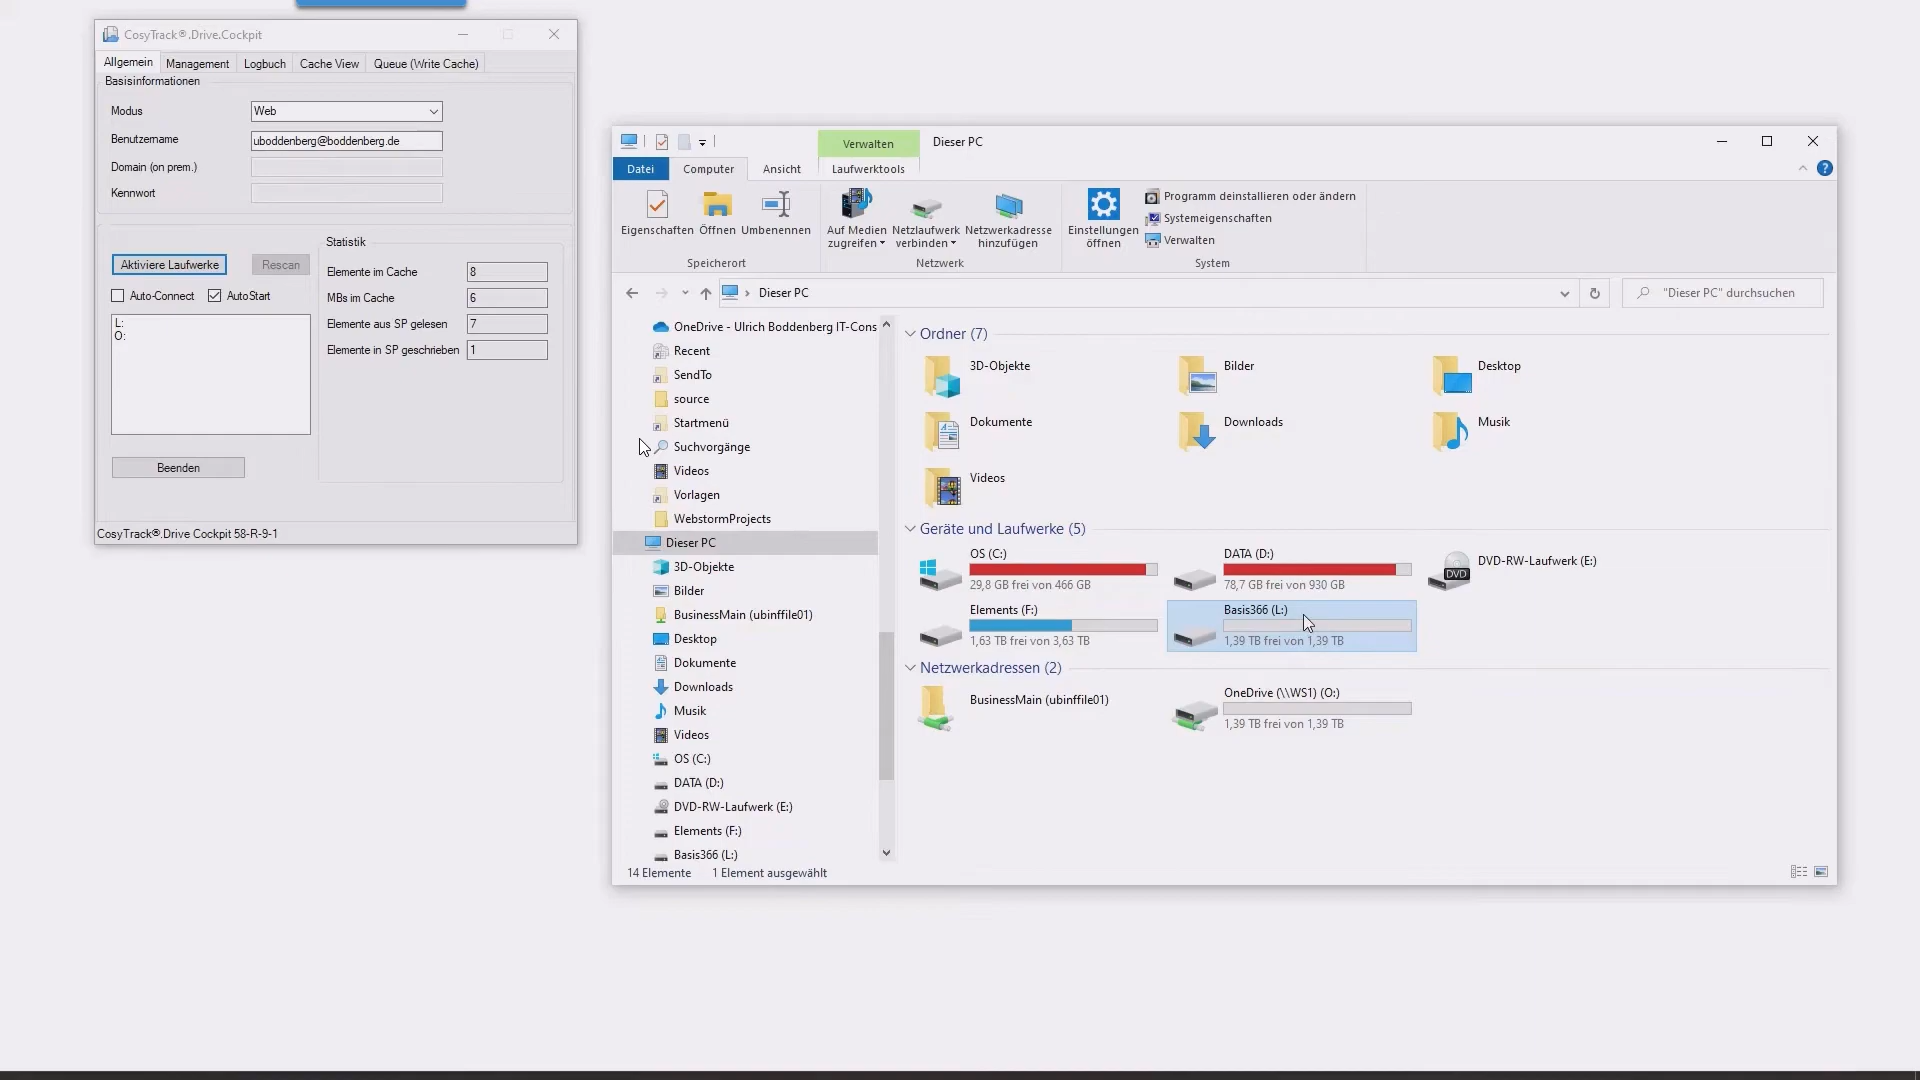 CosyTrack®.Drive.Cockpit
Allgemein Management Logbuch Cache View Queue (Write Cache)
Basisinformationen
Modus Web
Benutzername uboddenberg@boddenberg.de
Domain (on prem.)
Kennwort
Aktiviere Laufwerke Rescan
Auto-Connect AutoStart
L:
O:
Beenden
Statistik
Elemente im Cache 8
MBs im Cache 6
Elemente aus SP gelesen 7
Elemente in SP geschrieben 1
CosyTrack®.Drive Cockpit 58-R-9-1
Verwalten Dieser PC
Datei Computer Ansicht Laufwerktools
Eigenschaften Öffnen Umbenennen
Speicherort
Auf Medien zugreifen
Netzlaufwerk verbinden
Netzwerkadresse hinzufügen
Netzwerk
Einstellungen öffnen
Programm deinstallieren oder ändern
Systemeigenschaften
Verwalten
System
Dieser PC
"Dieser PC" durchsuchen
OneDrive - Ulrich Boddenberg IT-Cons
Recent
SendTo
source
Startmenü
Suchvorgänge
Videos
Vorlagen
WebstormProjects
Dieser PC
3D-Objekte
Bilder
BusinessMain (ubinffile01)
Desktop
Dokumente
Downloads
Musik
Videos
OS (C:)
DATA (D:)
DVD-RW-Laufwerk (E:)
Elements (F:)
Basis366 (L:)
Ordner (7)
3D-Objekte Bilder Desktop
Dokumente Downloads Musik
Videos
Geräte und Laufwerke (5)
OS (C:)
29,8 GB frei von 466 GB
DATA (D:)
78,7 GB frei von 930 GB
DVD-RW-Laufwerk (E:)
DVD
Elements (F:)
1,63 TB frei von 3,63 TB
Basis366 (L:)
1,39 TB frei von 1,39 TB
Netzwerkadressen (2)
BusinessMain (ubinffile01)
OneDrive (\\WS1) (O:)
1,39 TB frei von 1,39 TB
14 Elemente 1 Element ausgewählt